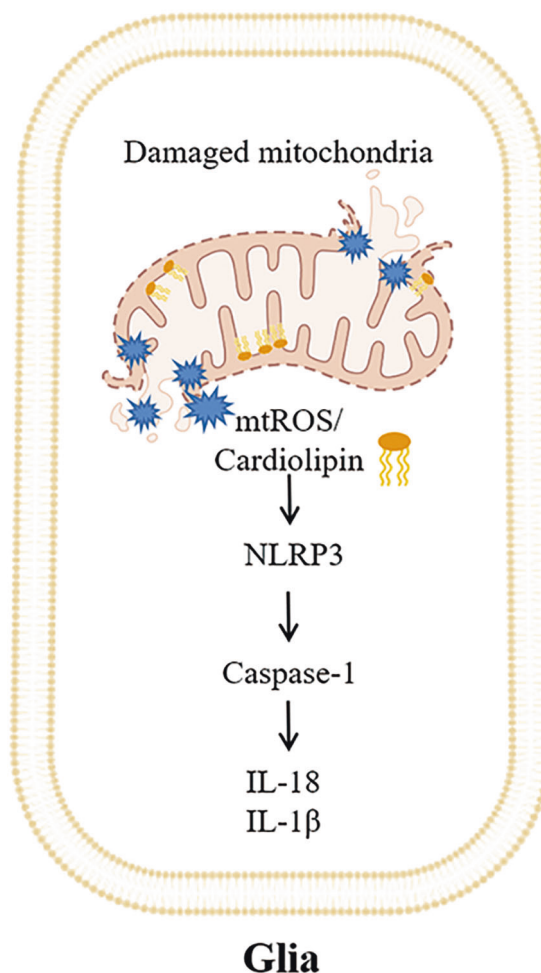 Damaged mitochondria
mtROS/
Cardiolipin
NLRP3
Caspase-1
IL-18
IL-1β
Glia